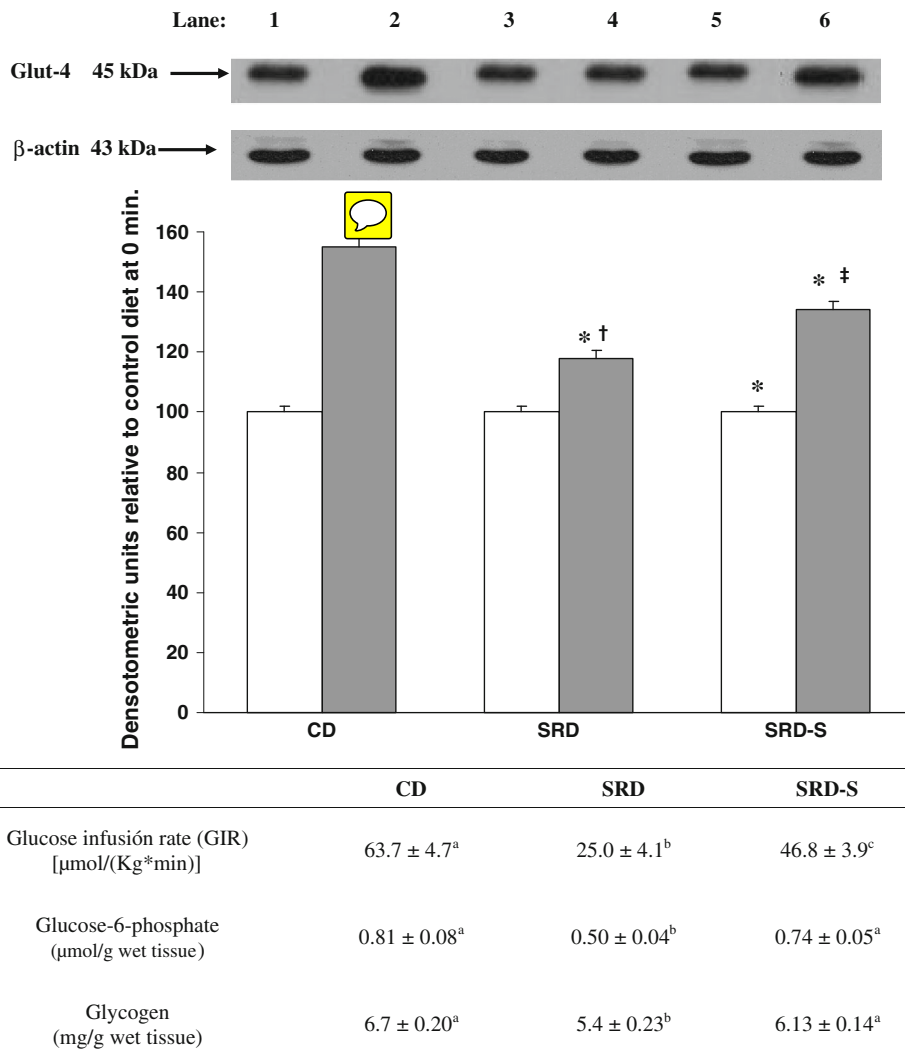 Lane: 1 2 3 4 5 6
Glut-4 45 kDa
β-actin 43 kDa
Densotometric units relative to control diet at 0 min.
160
140
120
100
80
60
40
20
0
* †
*
* ‡
CD SRD SRD-S
CD SRD SRD-S
Glucose infusión rate (GIR)
[µmol/(Kg*min)]
63.7 ± 4.7ᵃ 25.0 ± 4.1ᵇ 46.8 ± 3.9ᶜ
Glucose-6-phosphate
(µmol/g wet tissue)
0.81 ± 0.08ᵃ 0.50 ± 0.04ᵇ 0.74 ± 0.05ᵃ
Glycogen
(mg/g wet tissue)
6.7 ± 0.20ᵃ 5.4 ± 0.23ᵇ 6.13 ± 0.14ᵃ